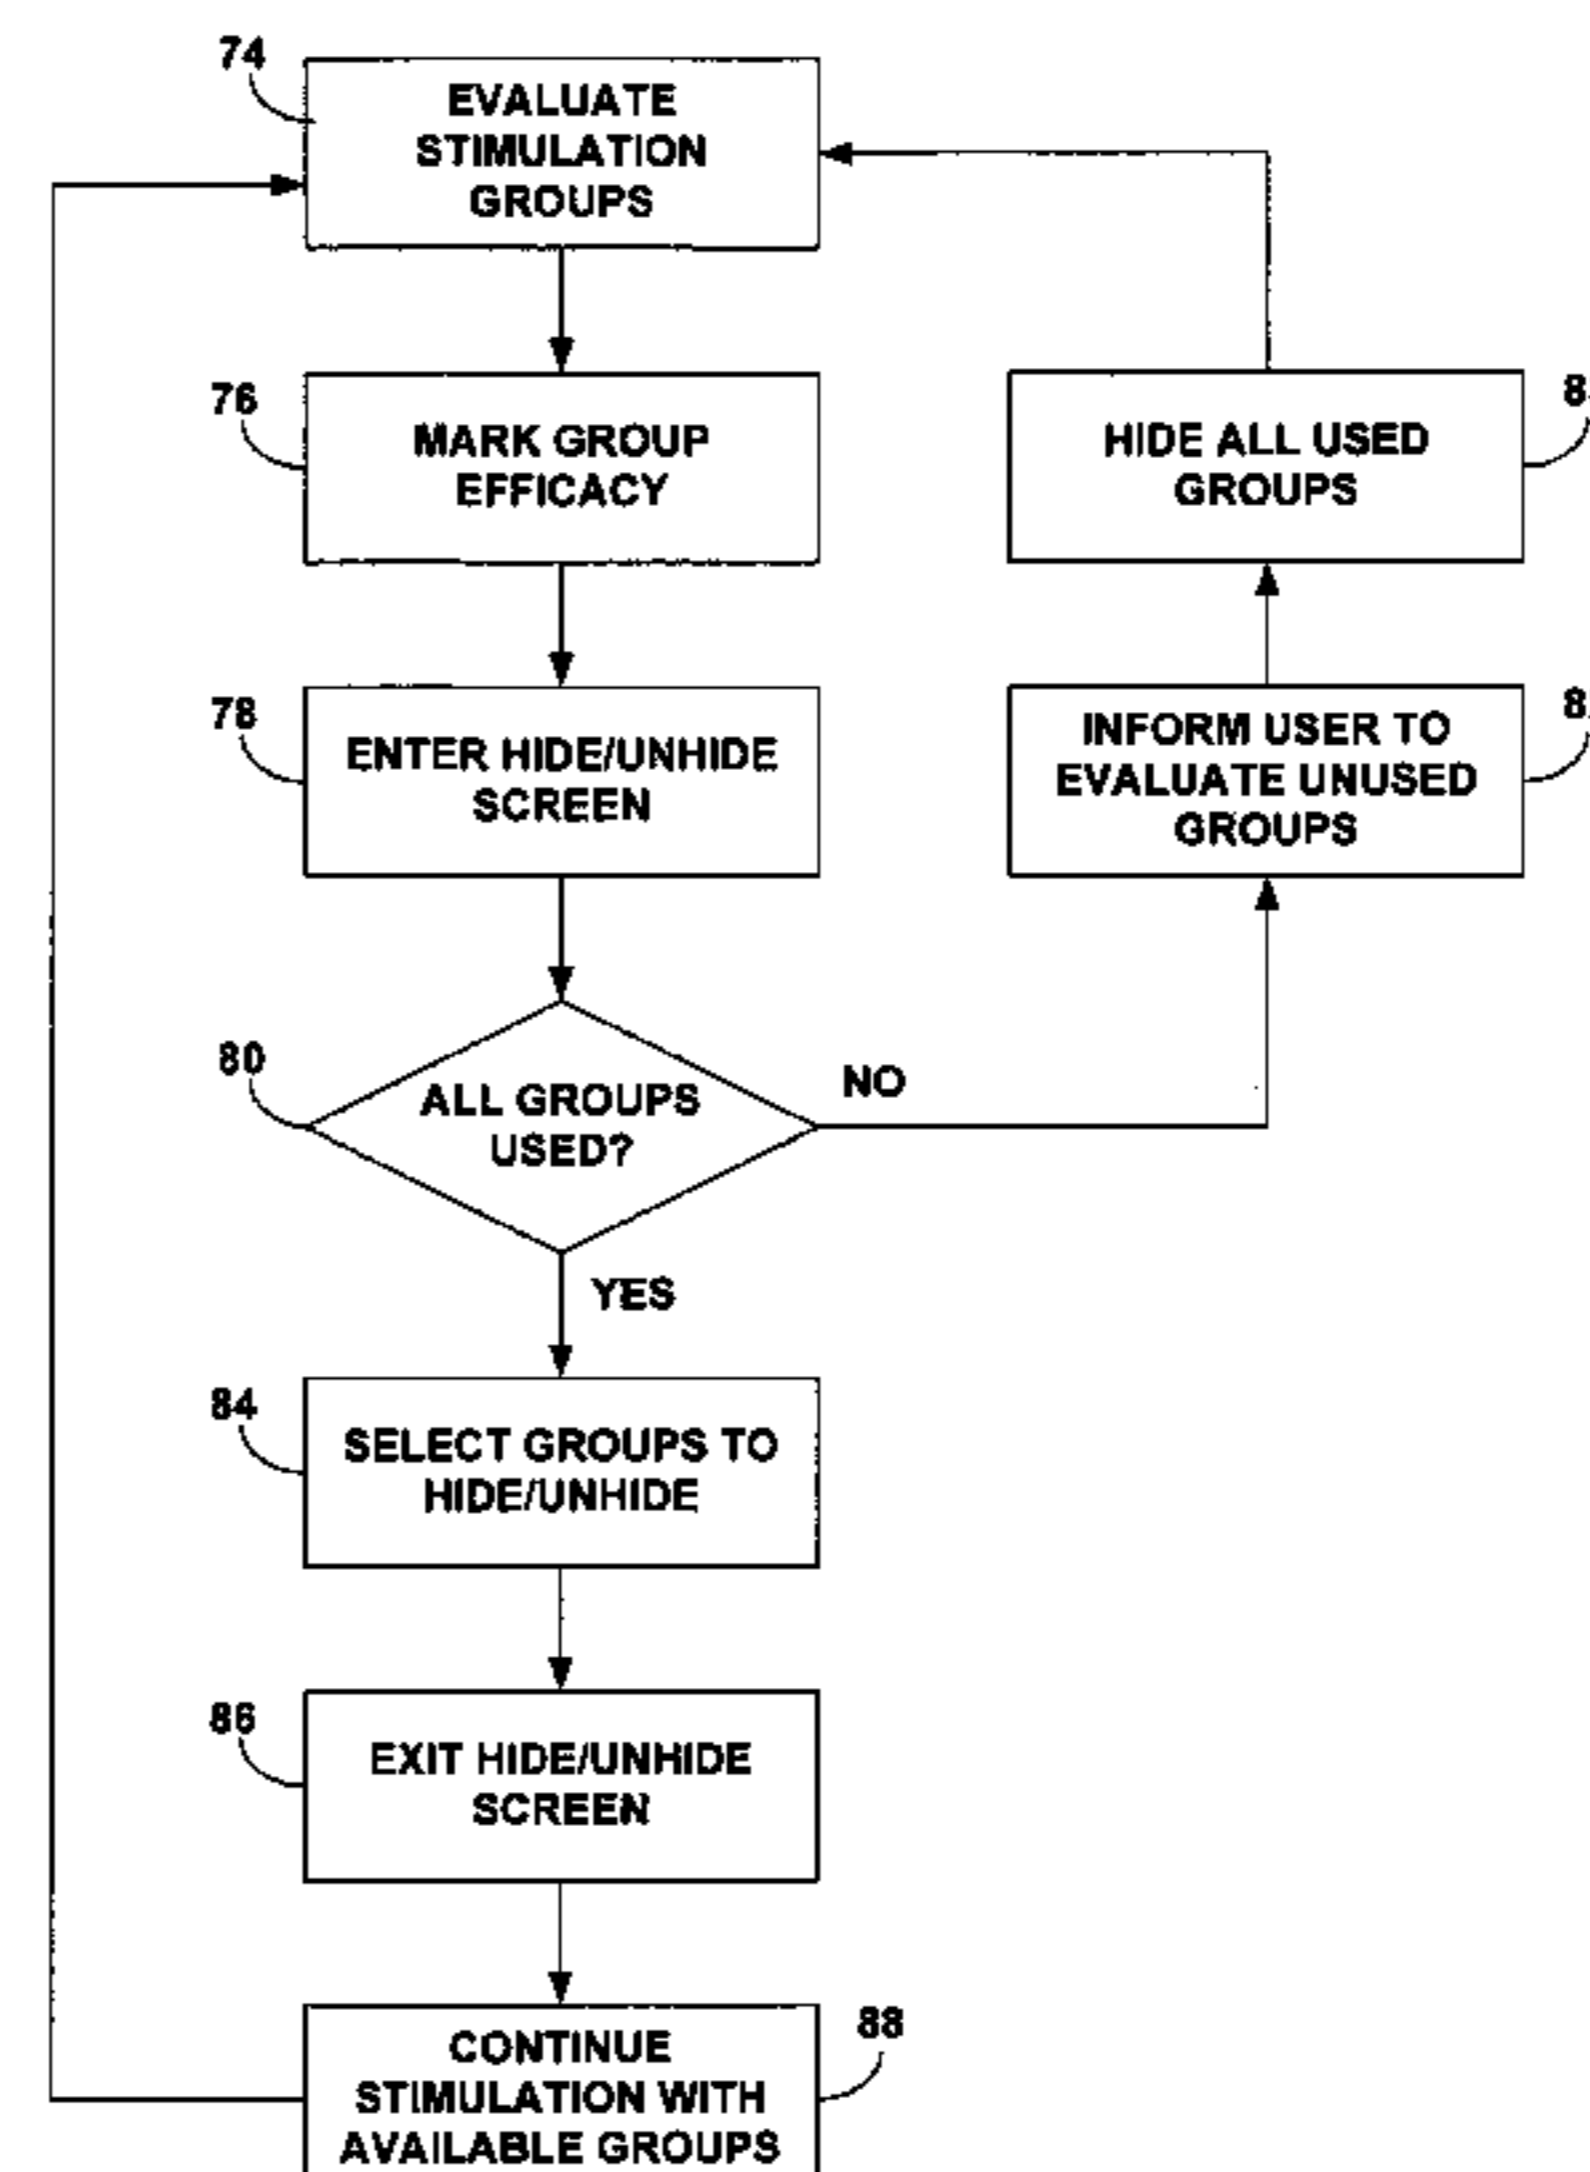 74
EVALUATE
STIMULATION
GROUPS
76
MARK GROUP
EFFICACY
HIDE ALL USED
GROUPS
78
ENTER HIDE/UNHIDE
SCREEN
INFORM USER TO
EVALUATE UNUSED
GROUPS
80
ALL GROUPS
USED?
NO
YES
84
SELECT GROUPS TO
HIDE/UNHIDE
86
EXIT HIDE/UNHIDE
SCREEN
88
CONTINUE
STIMULATION WITH
AVAILABLE GROUPS